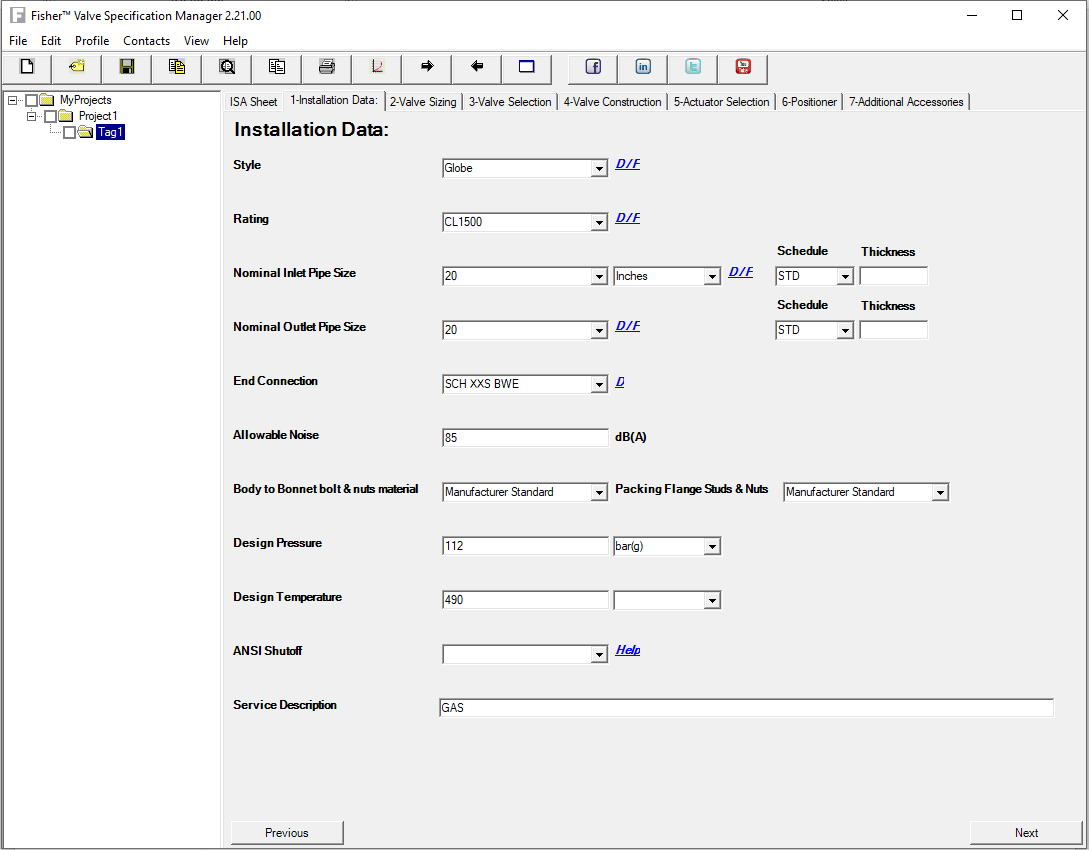 Fisher™ Valve Specification Manager 2.21.00
File Edit Profile Contacts View Help
MyProjects
Project1
Tag1
ISA Sheet 1-Installation Data: 2-Valve Sizing 3-Valve Selection 4-Valve Construction 5-Actuator Selection 6-Positioner 7-Additional Accessories
Installation Data:
Style Globe D/F
Rating CL1500 D/F
Schedule Thickness
Nominal Inlet Pipe Size 20 Inches D/F STD
Schedule Thickness
Nominal Outlet Pipe Size 20 D/F STD
End Connection SCH XXS BWE D
Allowable Noise 85 dB(A)
Body to Bonnet bolt & nuts material Manufacturer Standard Packing Flange Studs & Nuts Manufacturer Standard
Design Pressure 112 bar(g)
Design Temperature 490
ANSI Shutoff Help
Service Description GAS
Previous Next